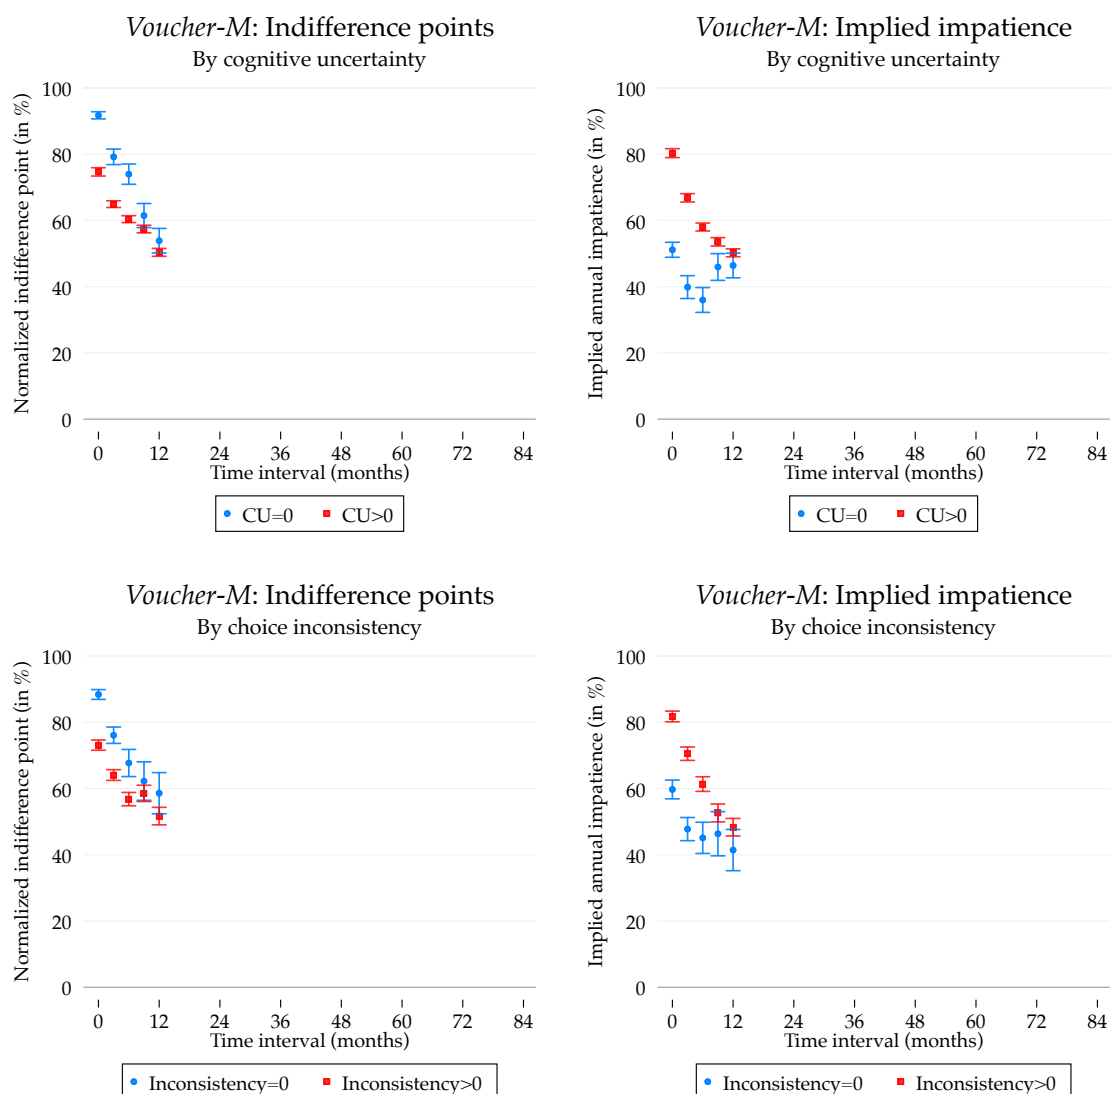 Voucher-M: Indifference points
By cognitive uncertainty
Normalized indifference point (in %)
100
80
60
40
20
0
0 12 24 36 48 60 72 84
Time interval (months)
CU=0 CU>0
Voucher-M: Implied impatience
By cognitive uncertainty
Implied annual impatience (in %)
100
80
60
40
20
0
0 12 24 36 48 60 72 84
Time interval (months)
CU=0 CU>0
Voucher-M: Indifference points
By choice inconsistency
Normalized indifference point (in %)
100
80
60
40
20
0
0 12 24 36 48 60 72 84
Time interval (months)
Inconsistency=0 Inconsistency>0
Voucher-M: Implied impatience
By choice inconsistency
Implied annual impatience (in %)
100
80
60
40
20
0
0 12 24 36 48 60 72 84
Time interval (months)
Inconsistency=0 Inconsistency>0